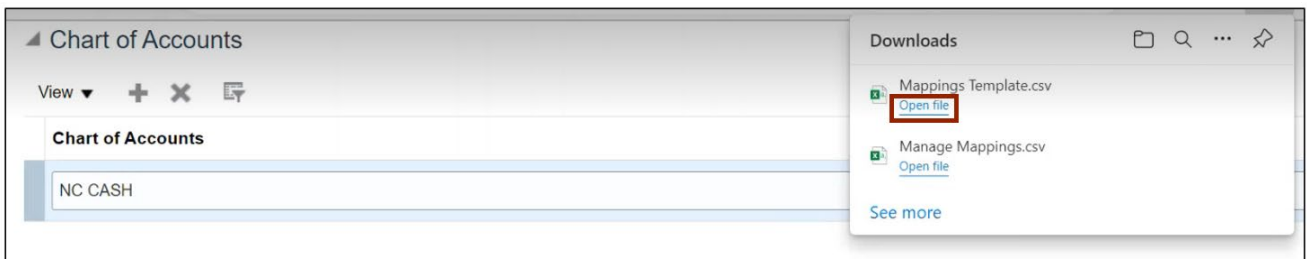 Chart of Accounts
View
Chart of Accounts
NC CASH
Downloads
Mappings Template.csv
Open file
Manage Mappings.csv
Open file
See more